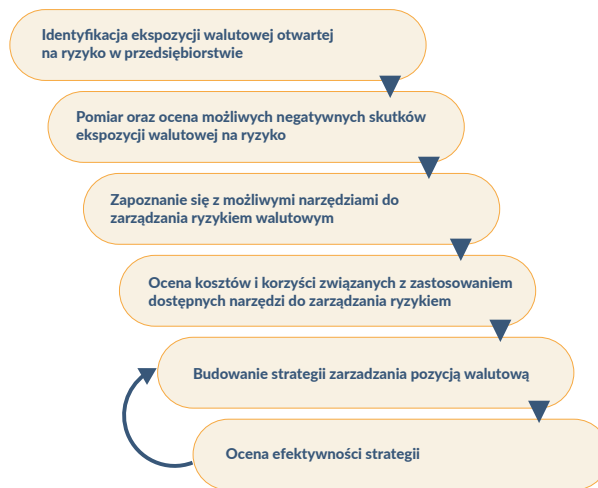 Identyfikacja ekspozycji walutowej otwartej
na ryzyko w przedsiębiorstwie
Pomiar oraz ocena możliwych negatywnych skutków
ekspozycji walutowej na ryzyko
Zapoznanie się z możliwymi narzędziami do
zarządzania ryzykiem walutowym
Ocena kosztów i korzyści związanych z zastosowaniem
dostępnych narzędzi do zarządzania ryzykiem
Budowanie strategii zarzadzania pozycją walutową
Ocena efektywności strategii